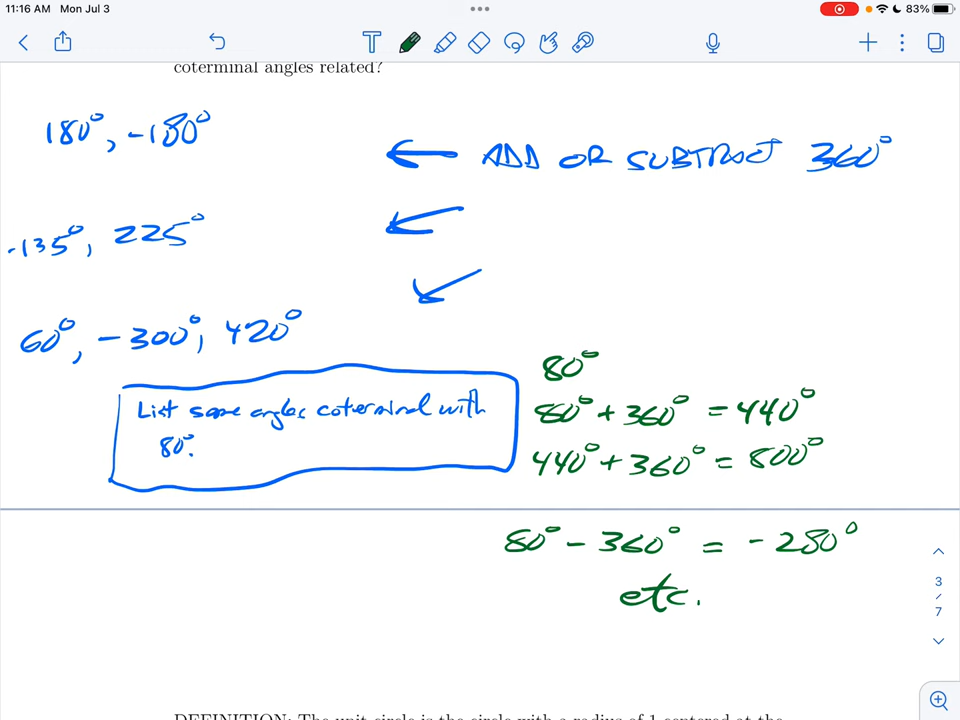 11:16 AM Mon Jul 3
83%
coterminal angles related?
180°, -180°
← ADD OR SUBTRACT 360°
-135°, 225°
60°, -300°, 420°
List some angles coterminal with
80°.
80°
80° + 360° = 440°
440° + 360° = 800°
80° - 360° = -280°
etc.
3
/
7
DEFINITION: The unit circle is the circle with a radius of 1 centered at the